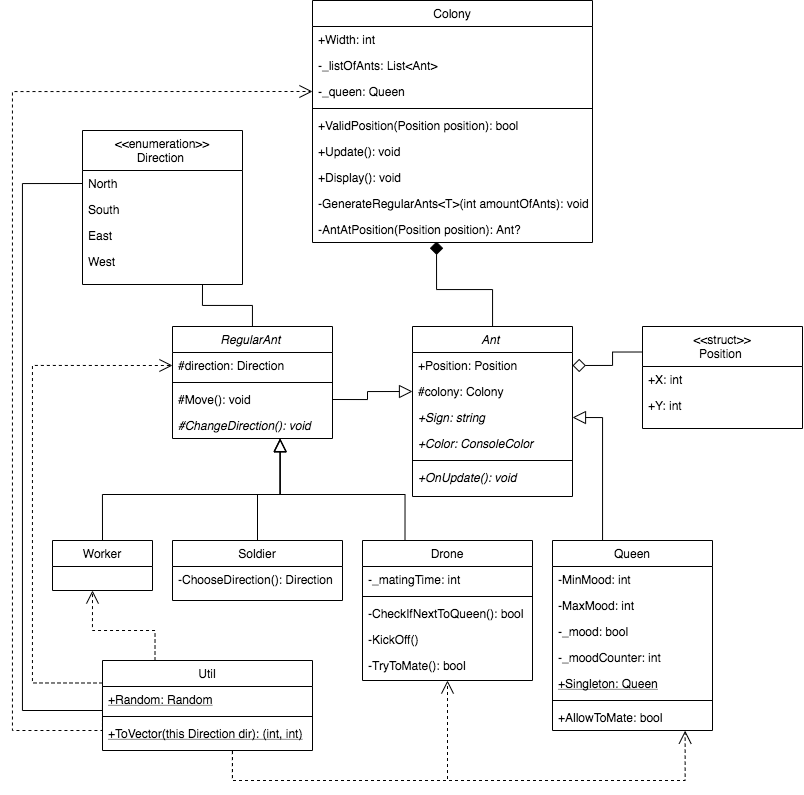 Colony
+Width: int
-_listOfAnts: List<Ant>
-_queen: Queen
+ValidPosition(Position position): bool
+Update(): void
+Display(): void
-GenerateRegularAnts<T>(int amountOfAnts): void
-AntAtPosition(Position position): Ant?
<<enumeration>>
Direction
North
South
East
West
RegularAnt
#direction: Direction
#Move(): void
#ChangeDirection(): void
Ant
+Position: Position
#colony: Colony
+Sign: string
+Color: ConsoleColor
+OnUpdate(): void
<<struct>>
Position
+X: int
+Y: int
Worker
Soldier
-ChooseDirection(): Direction
Drone
-_matingTime: int
-CheckIfNextToQueen(): bool
-KickOff()
-TryToMate(): bool
Queen
-MinMood: int
-MaxMood: int
-_mood: bool
-_moodCounter: int
+Singleton: Queen
+AllowToMate: bool
Util
+Random: Random
+ToVector(this Direction dir): (int, int)